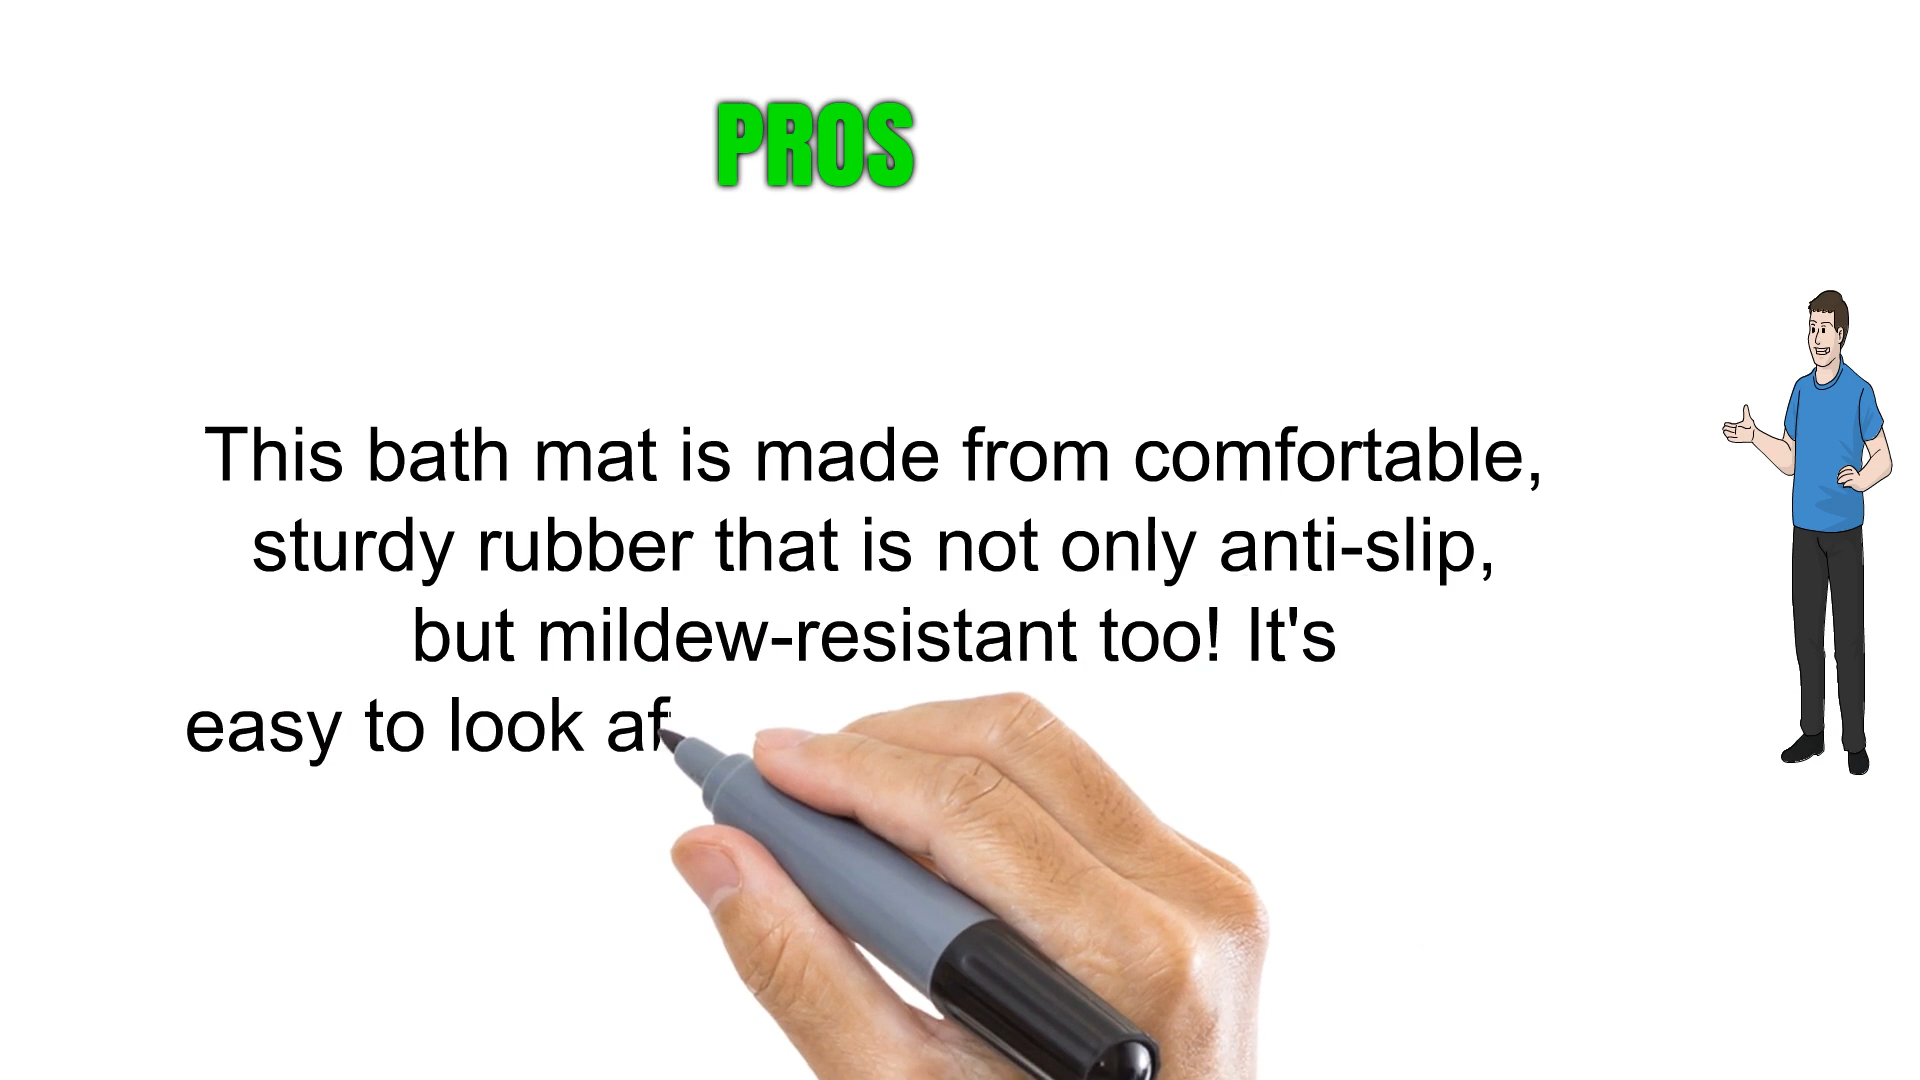 PROS
This bath mat is made from comfortable,
sturdy rubber that is not only anti-slip,
but mildew-resistant too! It's
easy to look af